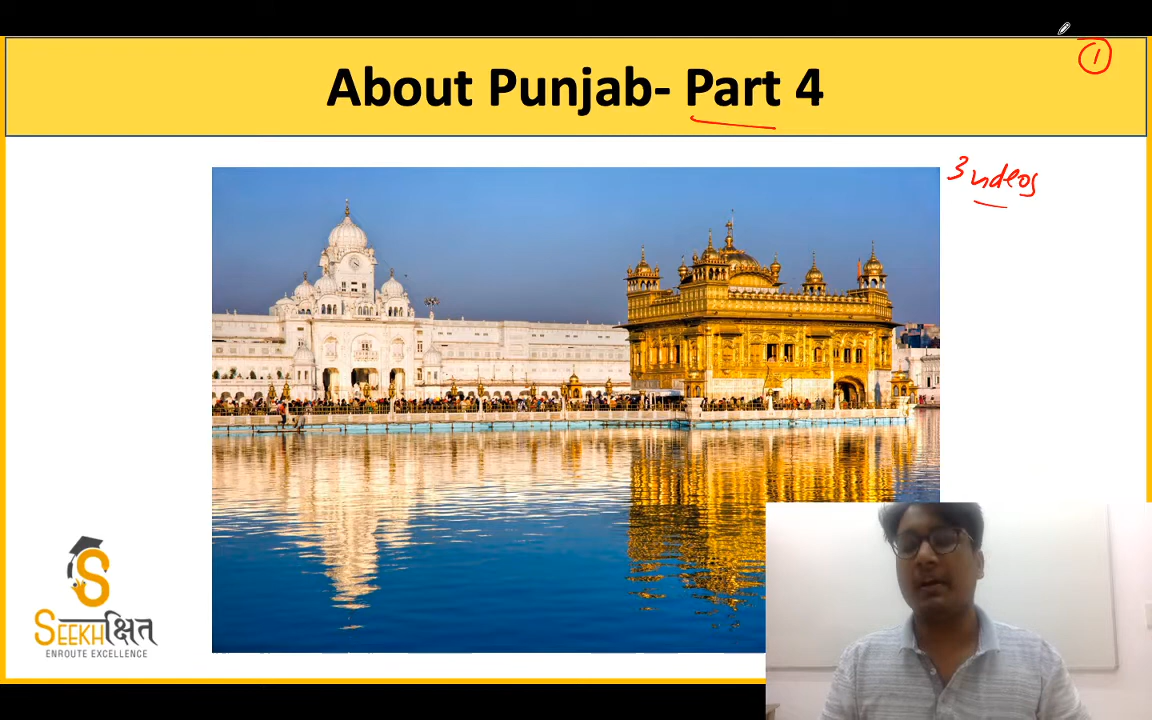 ①
About Punjab- Part 4
3 videos
SEEKHक्षित
ENROUTE EXCELLENCE